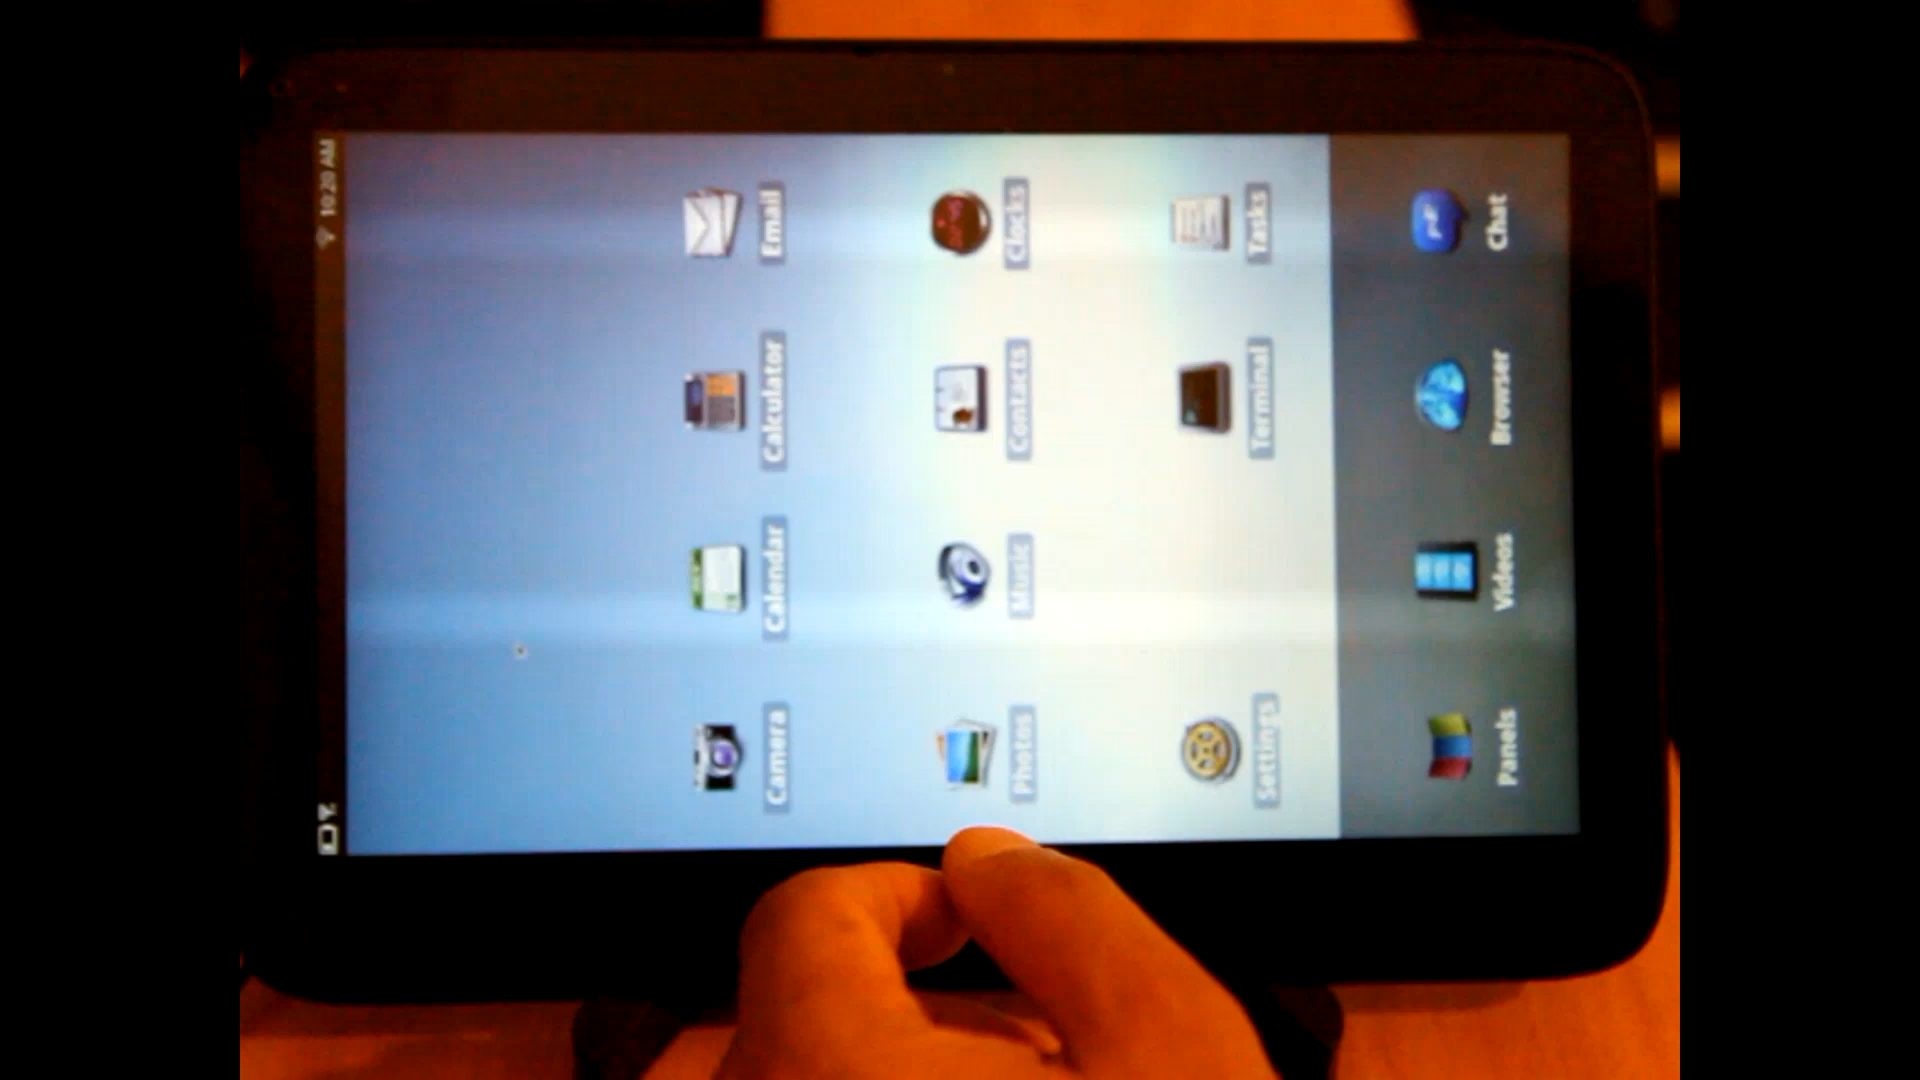 10:20 AM
Camera Calendar Calculator Email
Photos Music Contacts Clocks
Settings Terminal Tasks
Panels Videos Browser Chat